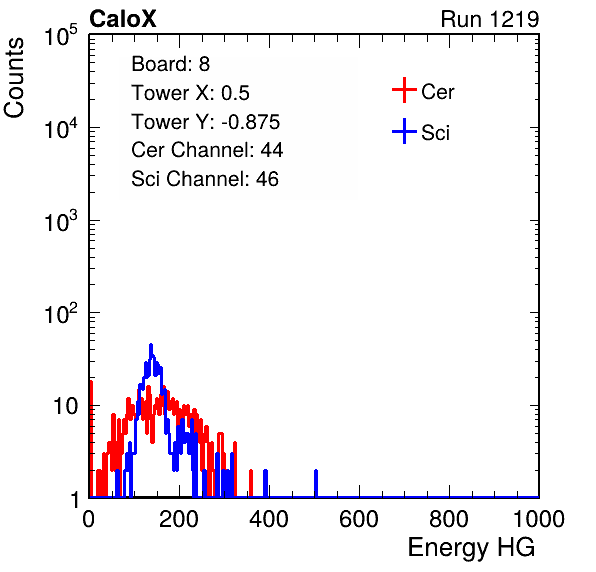 CaloX Run 1219
Counts
10^5
10^4
10^3
10^2
10
1
Board: 8
Tower X: 0.5
Tower Y: -0.875
Cer Channel: 44
Sci Channel: 46
Cer
Sci
0 200 400 600 800 1000
Energy HG